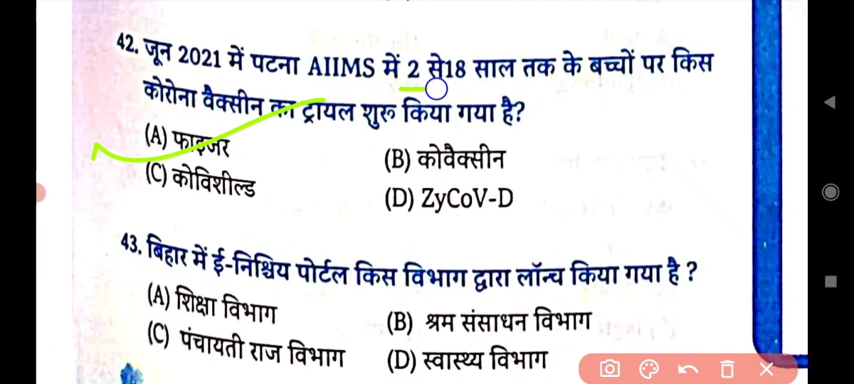 42. जून 2021 में पटना AIIMS में 2 से18 साल तक के बच्चों पर किस
कोरोना वैक्सीन का ट्रायल शुरू किया गया है?
(A) फाइजर
(B) कोवैक्सीन
(C) कोविशील्ड
(D) ZyCoV-D
43. बिहार में ई-निश्चिय पोर्टल किस विभाग द्वारा लॉन्च किया गया है ?
(A) शिक्षा विभाग
(B) श्रम संसाधन विभाग
(C) पंचायती राज विभाग
(D) स्वास्थ्य विभाग